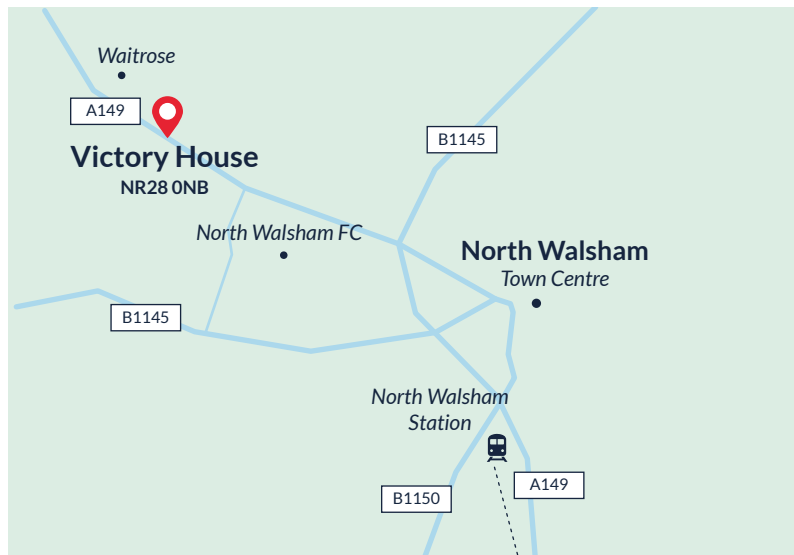 Waitrose
A149
Victory House
NR28 0NB
B1145
North Walsham FC
North Walsham
Town Centre
B1145
North Walsham
Station
A149
B1150